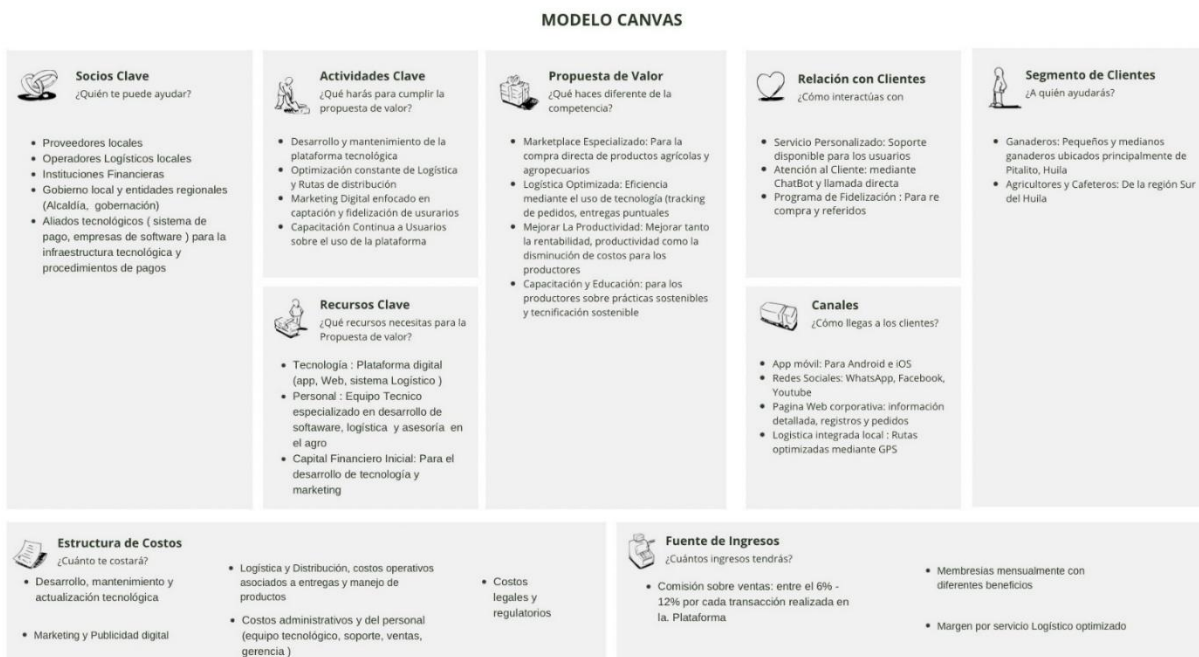 MODELO CANVAS
Socios Clave
¿Quién te puede ayudar?
• Proveedores locales
• Operadores Logísticos locales
• Instituciones Financieras
• Gobierno local y entidades regionales
(Alcaldía, gobernación)
• Aliados tecnológicos ( sistema de
pago, empresas de software ) para la
infraestructura tecnológica y
procedimientos de pagos
Actividades Clave
¿Qué harás para cumplir la
propuesta de valor?
• Desarrollo y mantenimiento de la
plataforma tecnológica
• Optimización constante de Logística
y Rutas de distribución
• Marketing Digital enfocado en
captación y fidelización de usurarios
• Capacitación Continua a Usuarios
sobre el uso de la plataforma
Recursos Clave
¿Qué recursos necesitas para la
Propuesta de valor?
• Tecnología : Plataforma digital
(app, Web, sistema Logístico )
• Personal : Equipo Tecnico
especializado en desarrollo de
softaware, logística y asesoría en
el agro
• Capital Financiero Inicial: Para el
desarrollo de tecnología y
marketing
Propuesta de Valor
¿Qué haces diferente de la
competencia?
• Marketplace Especializado: Para la
compra directa de productos agrícolas y
agropecuarios
• Logística Optimizada: Eficiencia
mediante el uso de tecnología (tracking
de pedidos, entregas puntuales
• Mejorar La Productividad: Mejorar tanto
la rentabilidad, productividad como la
disminución de costos para los
productores
• Capacitación y Educación: para los
productores sobre prácticas sostenibles
y tecnificación sostenible
Relación con Clientes
¿Cómo interactúas con
• Servicio Personalizado: Soporte
disponible para los usuarios
• Atención al Cliente: mediante
ChatBot y llamada directa
• Programa de Fidelización : Para re
compra y referidos
Canales
¿Cómo llegas a los clientes?
• App móvil: Para Android e iOS
• Redes Sociales: WhatsApp, Facebook,
Youtube
• Pagina Web corporativa: información
detallada, registros y pedidos
• Logistica integrada local : Rutas
optimizadas mediante GPS
Segmento de Clientes
¿A quién ayudarás?
• Ganaderos: Pequeños y medianos
ganaderos ubicados principalmente de
Pitalito, Huila
• Agricultores y Cafeteros: De la región Sur
del Huila
Estructura de Costos
¿Cuánto te costará?
• Desarrollo, mantenimiento y
actualización tecnológica
• Marketing y Publicidad digital
• Logística y Distribución, costos operativos
asociados a entregas y manejo de
productos
• Costos administrativos y del personal
(equipo tecnológico, soporte, ventas,
gerencia )
• Costos
legales y
regulatorios
Fuente de Ingresos
¿Cuántos ingresos tendrás?
• Comisión sobre ventas: entre el 6% -
12% por cada transacción realizada en
la. Plataforma
• Membresias mensualmente con
diferentes beneficios
• Margen por servicio Logístico optimizado